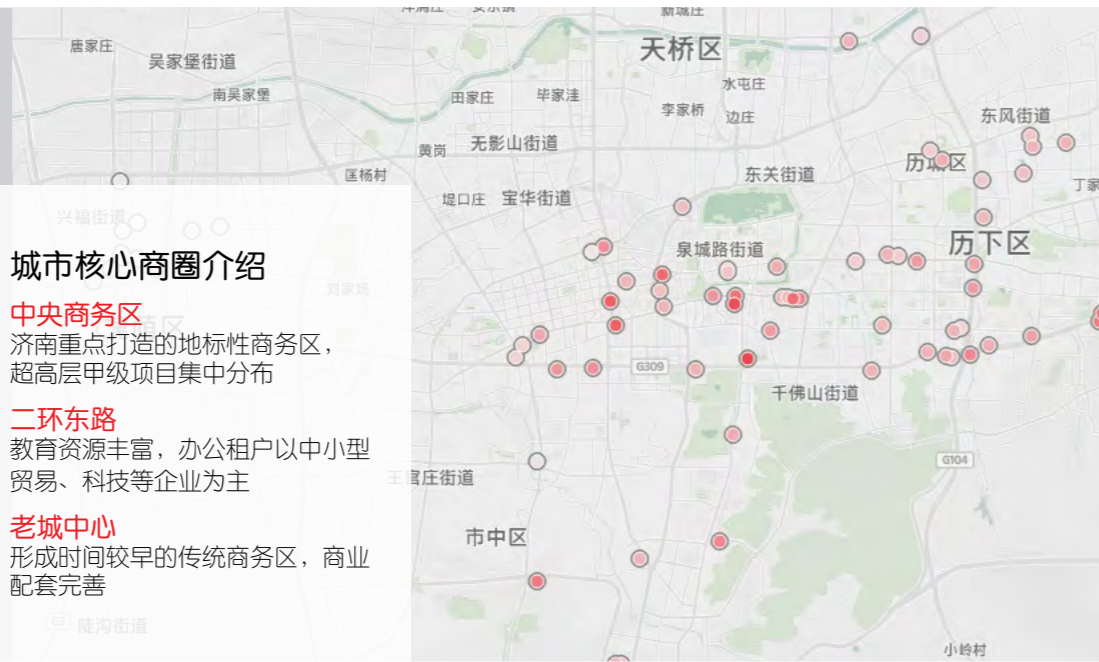 新城庄
唐家庄
吴家堡街道
天桥区
南吴家堡
田家庄
毕家洼
水屯庄
李家桥
边庄
东风街道
黄岗
无影山街道
历城区
匡杨村
东关街道
丁家
堤口庄
宝华街道
兴福街道
泉城路街道
历下区
城市核心商圈介绍
刘家场
中央商务区
济南重点打造的地标性商务区，
超高层甲级项目集中分布
G309
千佛山街道
二环东路
教育资源丰富，办公租户以中小型
贸易、科技等企业为主
G104
王官庄街道
老城中心
市中区
形成时间较早的传统商务区，商业
配套完善
陡沟街道
小岭村